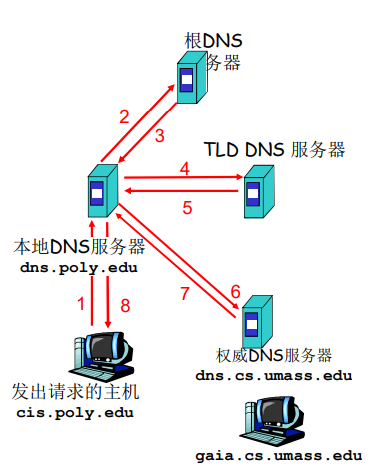 根DNS
务器
2
3
TLD DNS 服务器
4
5
本地DNS服务器
dns.poly.edu
6
7
1
8
权威DNS服务器
dns.cs.umass.edu
发出请求的主机
cis.poly.edu
gaia.cs.umass.edu